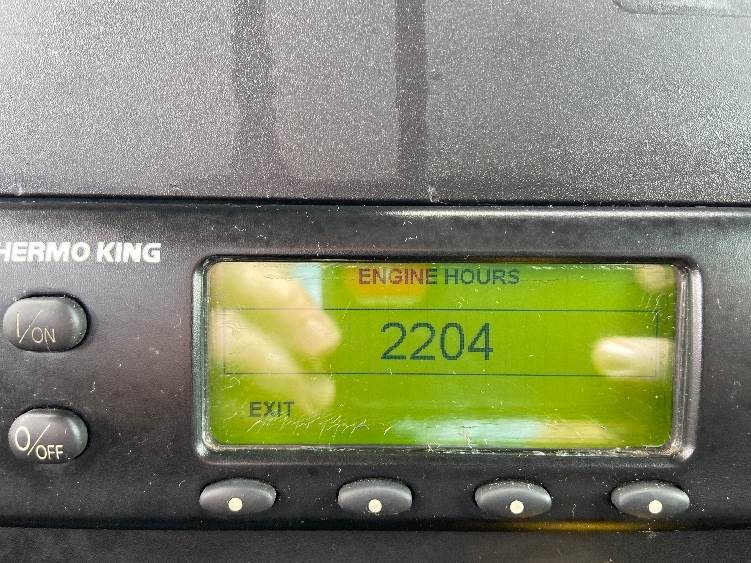 HERMO KING
ENGINE HOURS
I/ON
2204
EXIT
O/OFF